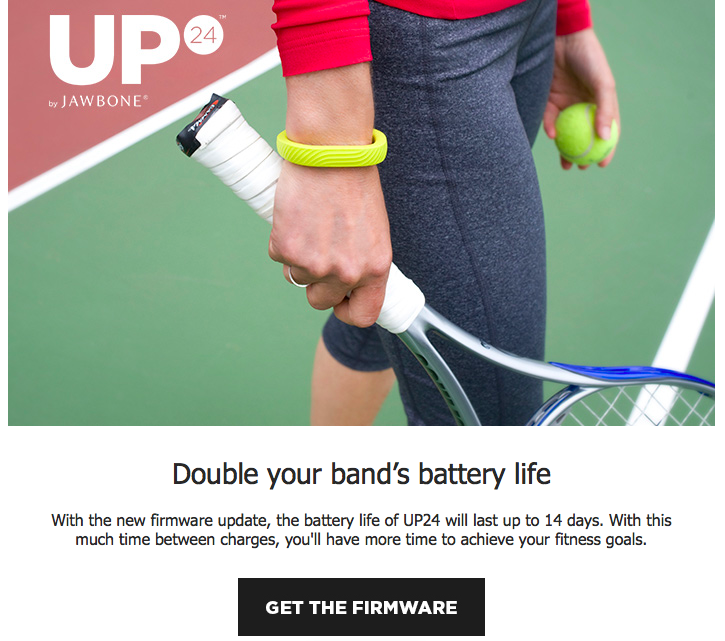 UP 24™
by JAWBONE®
Double your band’s battery life
With the new firmware update, the battery life of UP24 will last up to 14 days. With this
much time between charges, you'll have more time to achieve your fitness goals.
GET THE FIRMWARE